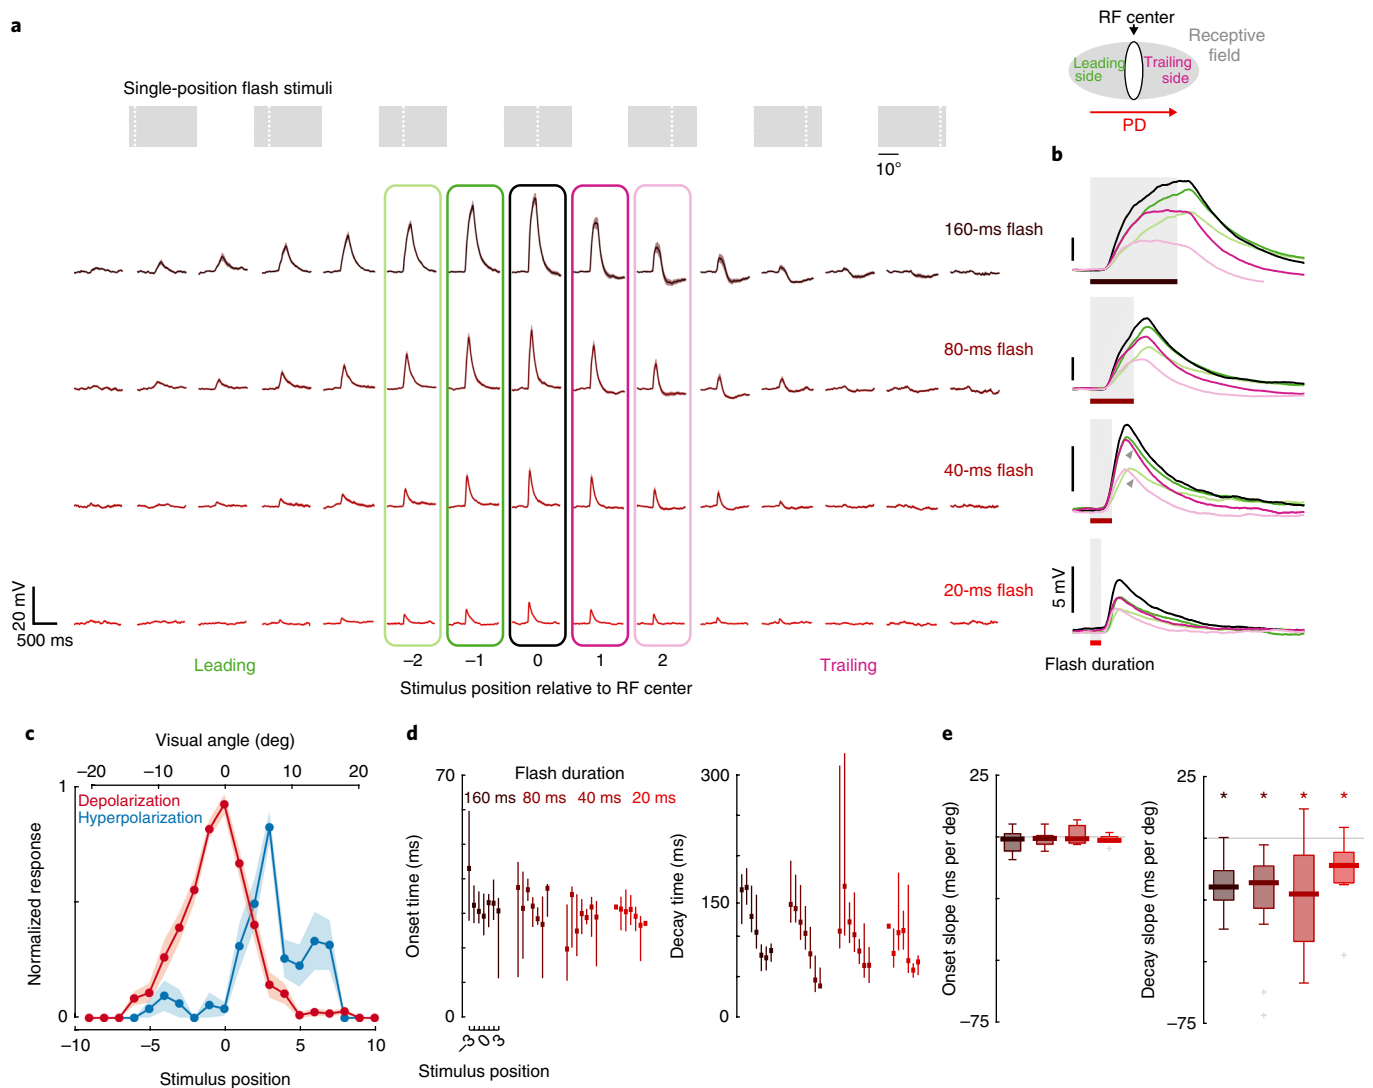 a
RF center
Receptive
field
Leading
side
Trailing
side
PD
Single-position flash stimuli
10°
b
160-ms flash
80-ms flash
40-ms flash
20-ms flash
20 mV
500 ms
5 mV
–2
–1
0
1
2
Leading
Trailing
Stimulus position relative to RF center
Flash duration
c
Visual angle (deg)
–20
–10
0
10
20
1
0
Depolarization
Hyperpolarization
Normalized response
–10
–5
0
5
10
Stimulus position
d
70
0
Onset time (ms)
Flash duration
160 ms
80 ms
40 ms
20 ms
–3
0
3
Stimulus position
300
150
0
Decay time (ms)
e
25
–75
Onset slope (ms per deg)
25
–75
Decay slope (ms per deg)
* * * *